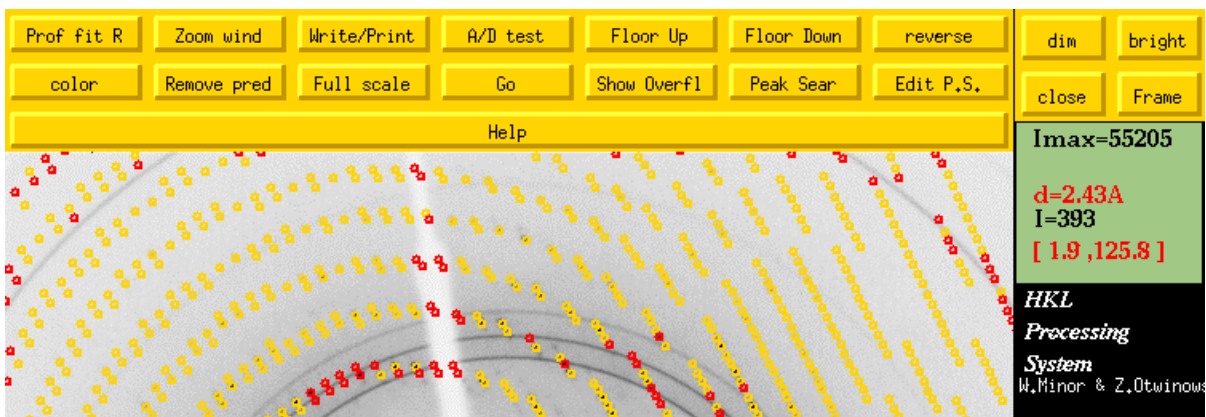 Prof fit R Zoom wind Write/Print A/D test Floor Up Floor Down reverse dim bright
color Remove pred Full scale Go Show Overfl Peak Sear Edit P.S. close Frame
Help
Imax=55205
d=2.43A
I=393
[ 1.9 ,125.8 ]
HKL
Processing
System
W.Minor & Z.Otwinows